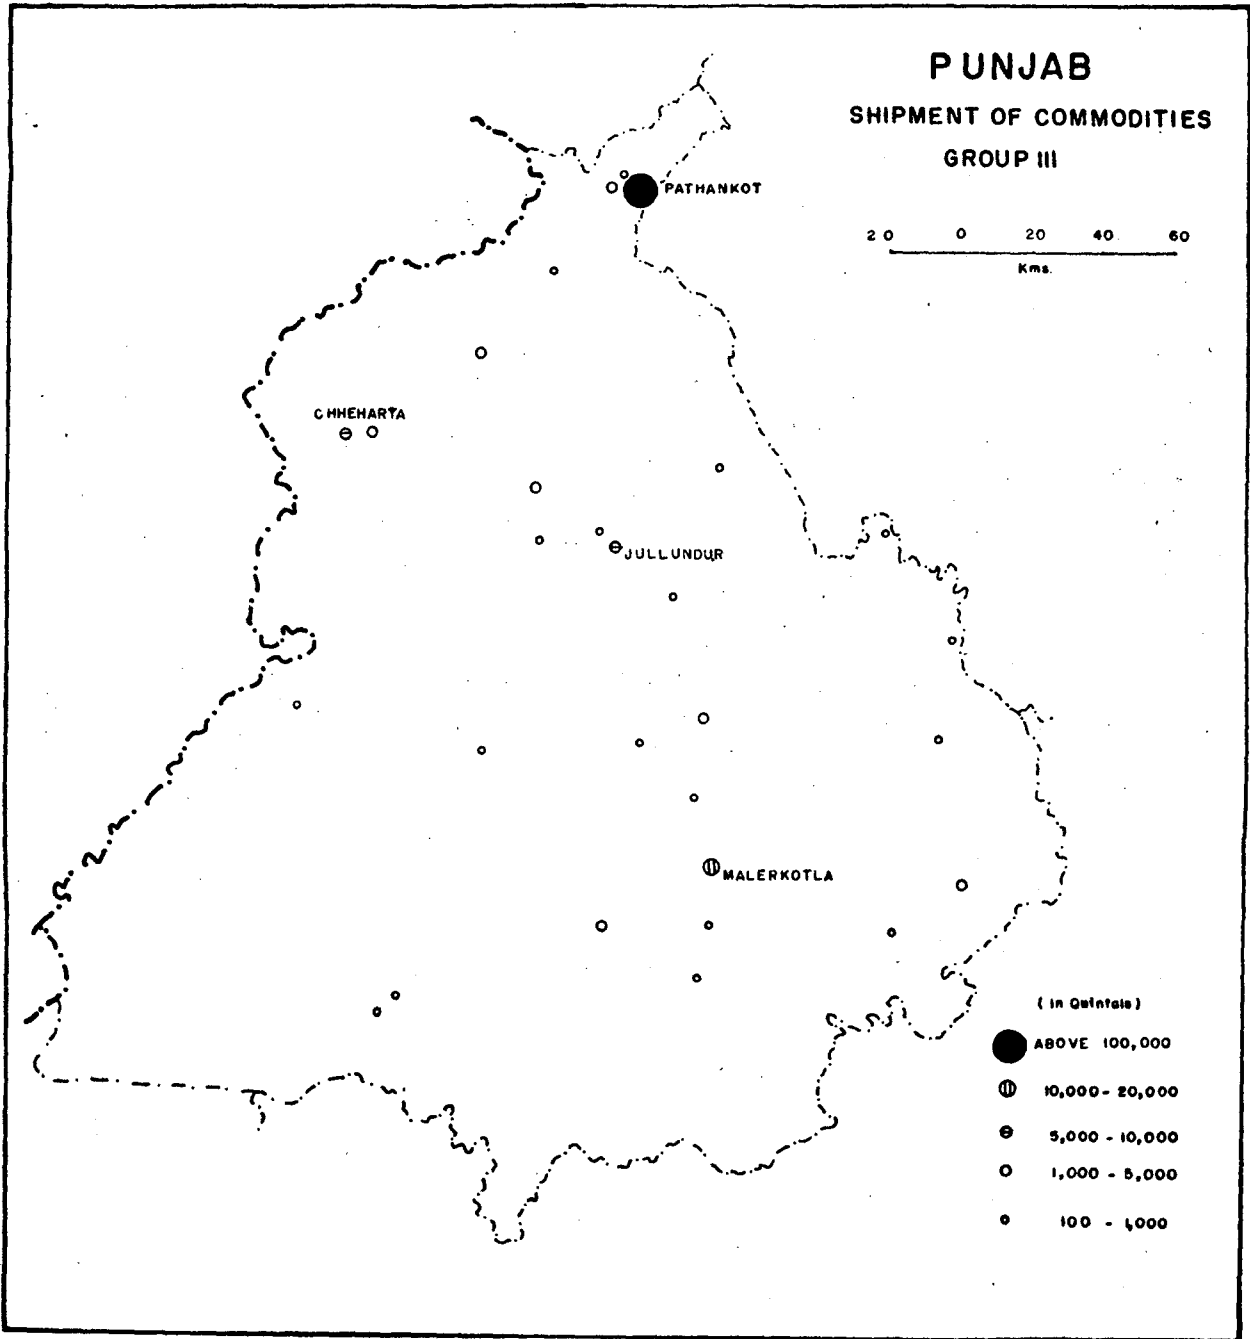 PUNJAB
SHIPMENT OF COMMODITIES
GROUP III
20 0 20 40 60
Kms.
PATHANKOT
CHHEHARTA
JULLUNDUR
MALERKOTLA
(In Quintals)
ABOVE 100,000
10,000 - 20,000
5,000 - 10,000
1,000 - 5,000
100 - 1,000